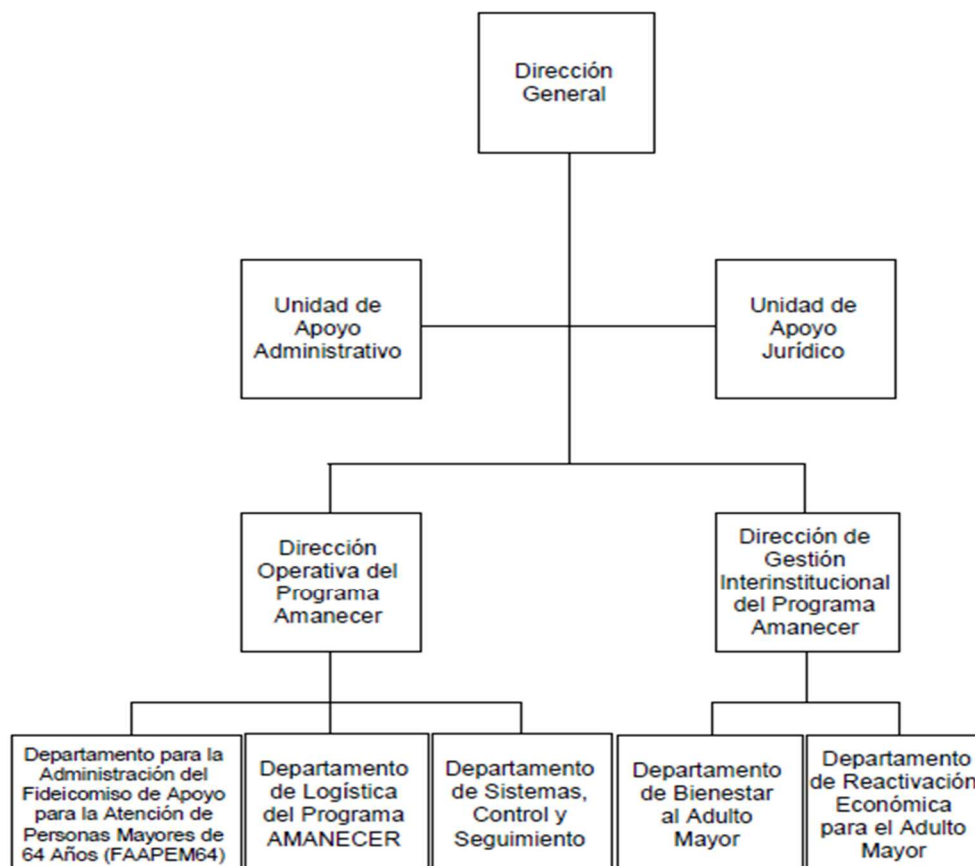 Dirección
General
Unidad de
Apoyo
Administrativo
Unidad de
Apoyo
Jurídico
Dirección
Operativa del
Programa
Amanecer
Dirección de
Gestión
Interinstitucional
del Programa
Amanecer
Departamento para la
Administración del
Fideicomiso de Apoyo
para la Atención de
Personas Mayores de
64 Años (FAAPEM64)
Departamento
de Logística
del Programa
AMANECER
Departamento
de Sistemas,
Control y
Seguimiento
Departamento
de Bienestar
al Adulto
Mayor
Departamento
de Reactivación
Económica
para el Adulto
Mayor